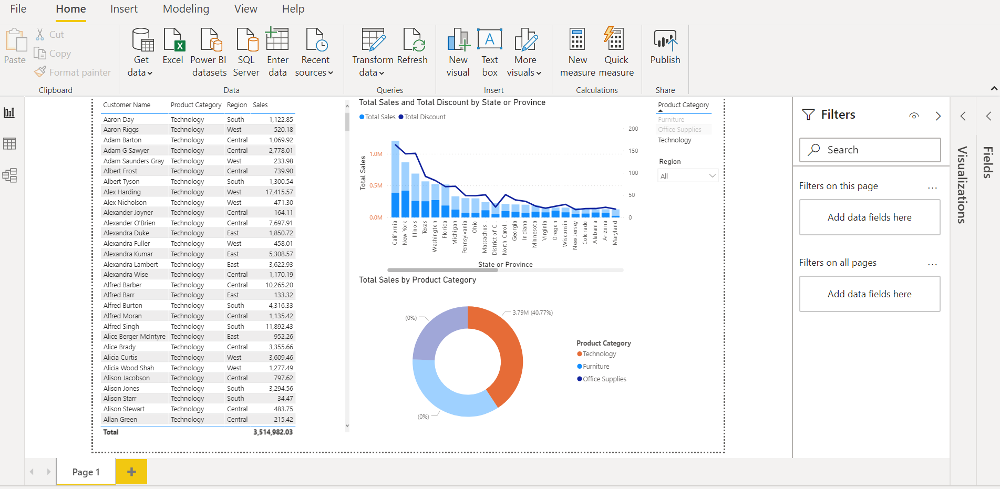 File Home Insert Modeling View Help
Paste
Cut
Copy
Format painter
Clipboard
Get data
Excel
Power BI datasets
SQL Server
Enter data
Recent sources
Data
Transform data
Refresh
Queries
New visual
Text box
More visuals
Insert
New measure
Quick measure
Calculations
Publish
Share
Customer Name Product Category Region Sales
Aaron Day Technology South 1,122.85
Aaron Riggs Technology West 520.18
Adam Barton Technology Central 1,069.92
Adam G Sawyer Technology Central 2,778.01
Adam Saunders Gray Technology West 233.98
Albert Frost Technology Central 739.90
Albert Tyson Technology South 1,300.54
Alex Harding Technology West 17,415.57
Alex Nicholson Technology West 471.30
Alexander Joyner Technology Central 164.11
Alexander O'Brien Technology Central 7,697.91
Alexandra Duke Technology East 1,850.72
Alexandra Fuller Technology West 458.01
Alexandra Kumar Technology East 5,308.57
Alexandra Lambert Technology East 3,622.93
Alexandra Wise Technology Central 1,170.19
Alfred Barber Technology Central 10,265.20
Alfred Barr Technology East 133.32
Alfred Burton Technology South 4,316.33
Alfred Moran Technology Central 1,135.42
Alfred Singh Technology South 11,892.43
Alice Berger McIntyre Technology East 952.26
Alice Brady Technology Central 3,355.66
Alicia Curtis Technology West 3,609.46
Alicia Wood Shah Technology West 1,277.49
Alison Jacobson Technology Central 797.62
Alison Jones Technology South 3,294.56
Alison Starr Technology South 34.47
Alison Stewart Technology Central 483.75
Allan Green Technology Central 215.42
Total 3,514,982.03
Total Sales and Total Discount by State or Province
Total Sales Total Discount
Total Sales
1.0M
0.5M
0.0M
200
150
100
50
0
California
New York
Illinois
Texas
Washington
Florida
Michigan
Pennsylvania
Ohio
Massachus...
District of C...
North Carol...
Georgia
Indiana
Minnesota
Virginia
Oregon
Wisconsin
New Jersey
Colorado
Alabama
Arizona
Maryland
State or Province
Total Sales by Product Category
(0%)
3.79M (40.77%)
(0%)
Product Category
Technology
Furniture
Office Supplies
Product Category
Furniture
Office Supplies
Technology
Region
All
Filters
Search
Filters on this page ...
Add data fields here
Filters on all pages ...
Add data fields here
Visualizations
Fields
Page 1